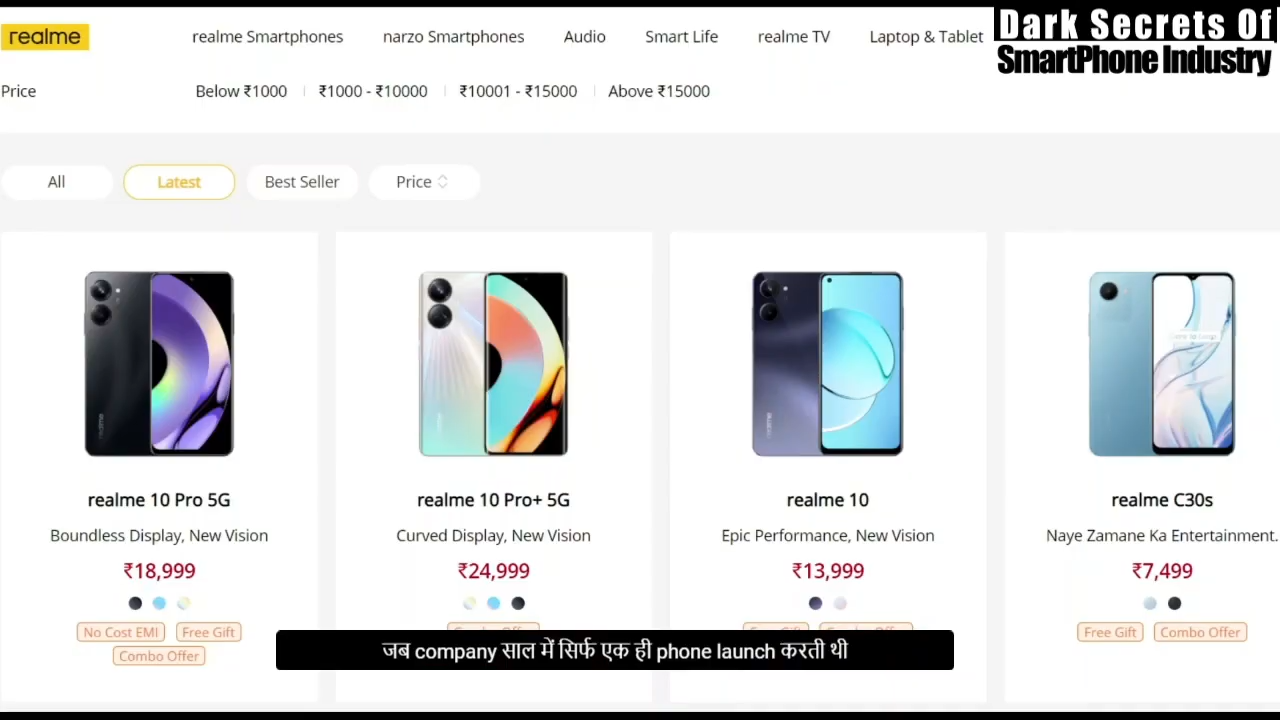 Dark Secrets Of
SmartPhone Industry
realme
realme Smartphones
narzo Smartphones
Audio
Smart Life
realme TV
Laptop & Tablet
Price
Below ₹1000
₹1000 - ₹10000
₹10001 - ₹15000
Above ₹15000
All
Latest
Best Seller
Price
realme 10 Pro 5G
Boundless Display, New Vision
₹18,999
No Cost EMI
Free Gift
Combo Offer
realme 10 Pro+ 5G
Curved Display, New Vision
₹24,999
realme 10
Epic Performance, New Vision
₹13,999
realme C30s
Naye Zamane Ka Entertainment.
₹7,499
Free Gift
Combo Offer
जब company साल में सिर्फ एक ही phone launch करती थी